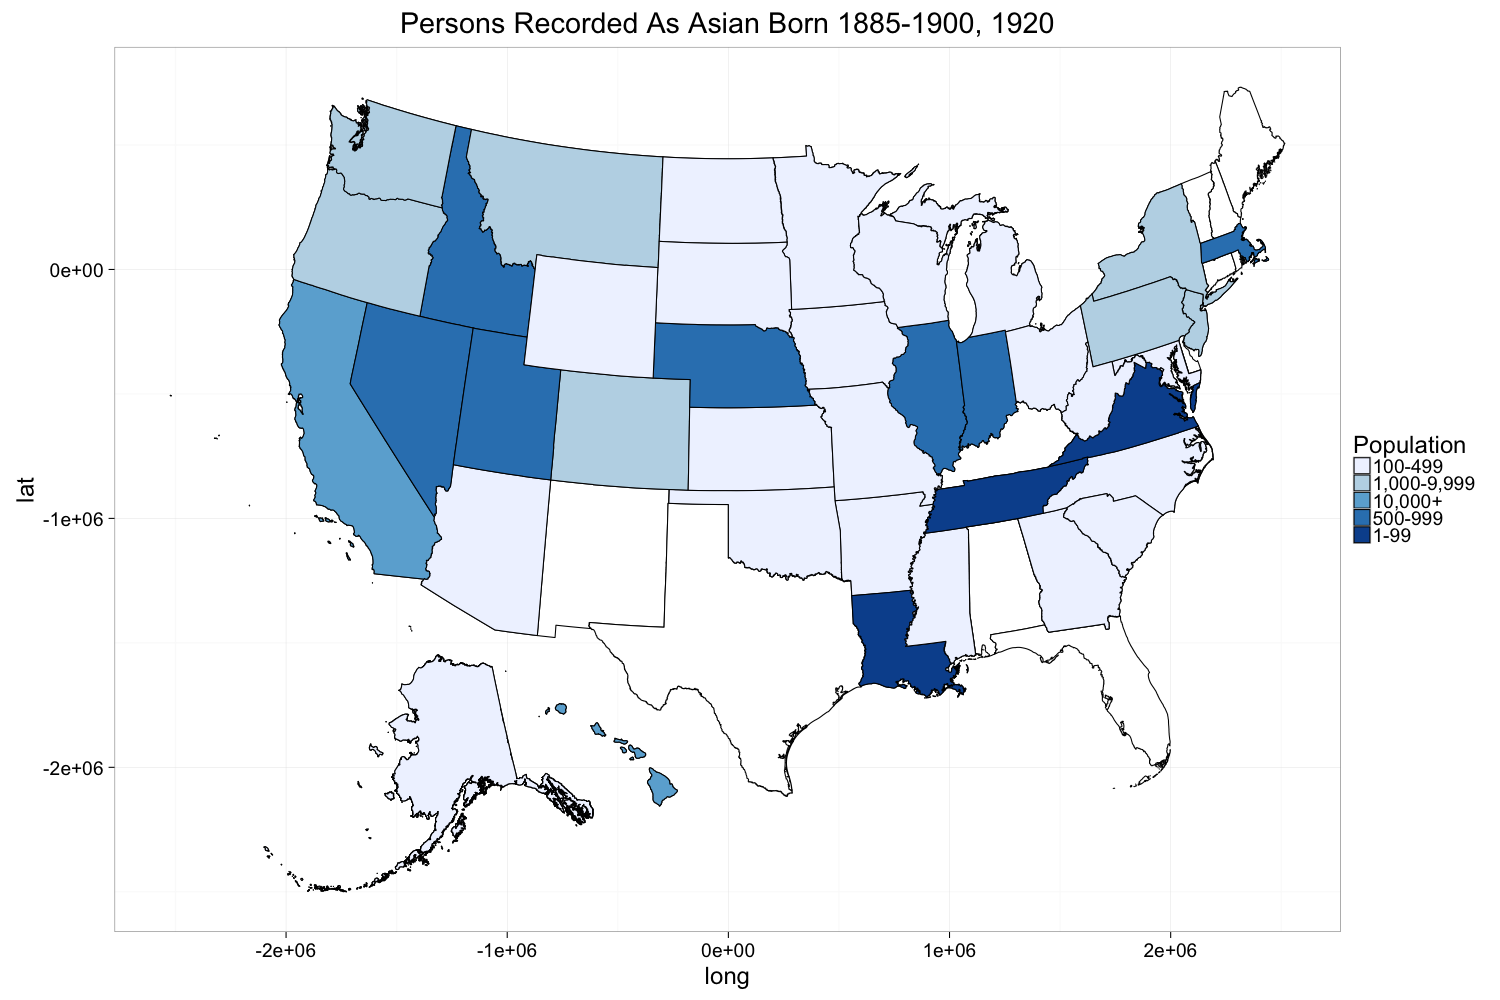 Persons Recorded As Asian Born 1885-1900, 1920
0e+00
-1e+06
-2e+06
lat
-2e+06
-1e+06
0e+00
1e+06
2e+06
long
Population
100-499
1,000-9,999
10,000+
500-999
1-99